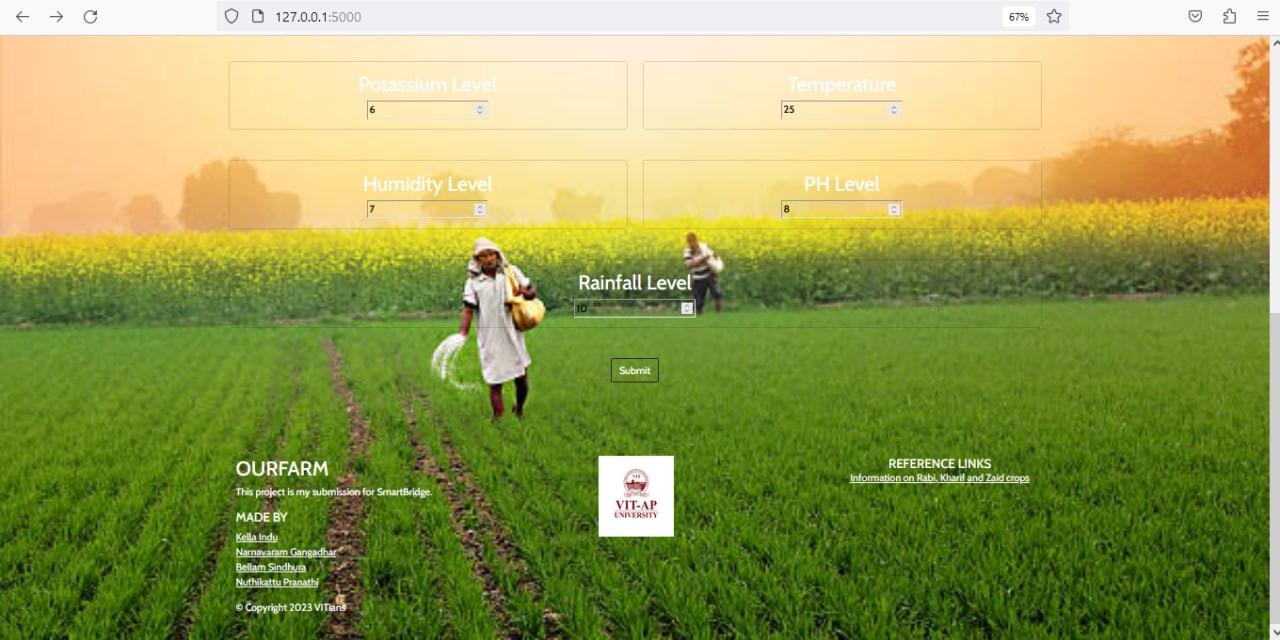 127.0.0.1:5000
67%
Potassium Level
6
Temperature
25
Humidity Level
7
PH Level
8
Rainfall Level
10
Submit
OURFARM
This project is my submission for SmartBridge.
MADE BY
Kella Indu
Narnavaram Gangadhar
Bellam Sindhura
Nuthikattu Pranathi
© Copyright 2023 VITians
VIT-AP
UNIVERSITY
REFERENCE LINKS
Information on Rabi, Kharif and Zaid crops